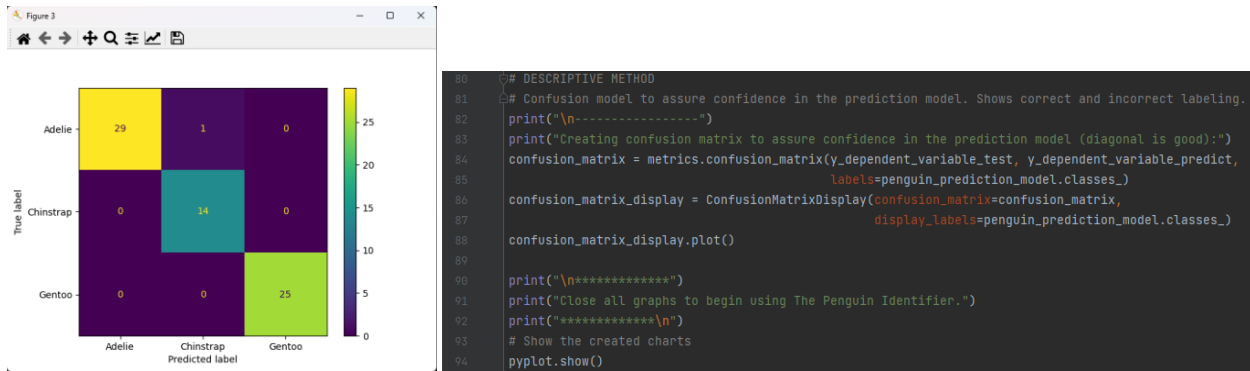 Figure 3
Adelie
Chinstrap
Gentoo
True label
29 1 0
0 14 0
0 0 25
Adelie Chinstrap Gentoo
Predicted label
25
20
15
10
5
0
80 # DESCRIPTIVE METHOD
81 # Confusion model to assure confidence in the prediction model. Shows correct and incorrect labeling.
82 print("\n-----------------")
83 print("Creating confusion matrix to assure confidence in the prediction model (diagonal is good):")
84 confusion_matrix = metrics.confusion_matrix(y_dependent_variable_test, y_dependent_variable_predict,
85 labels=penguin_prediction_model.classes_)
86 confusion_matrix_display = ConfusionMatrixDisplay(confusion_matrix=confusion_matrix,
87 display_labels=penguin_prediction_model.classes_)
88 confusion_matrix_display.plot()
89
90 print("\n*************")
91 print("Close all graphs to begin using The Penguin Identifier.")
92 print("*************\n")
93 # Show the created charts
94 pyplot.show()